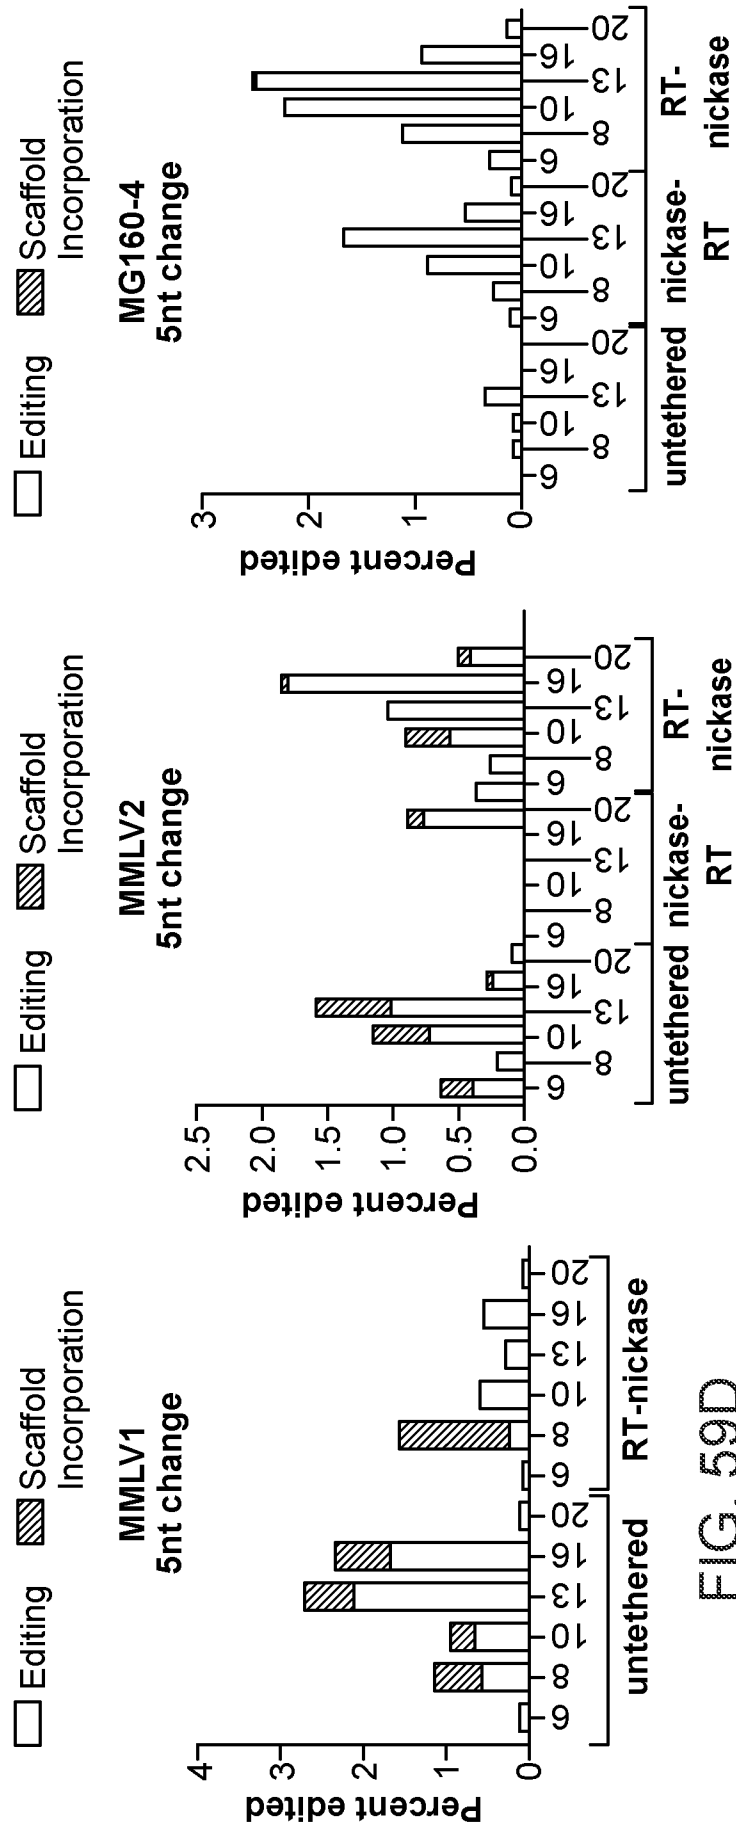 Editing
Scaffold
Incorporation
MMLV1
5nt change
Percent edited
4
3
2
1
0
6
8
10
13
16
20
6
8
10
13
16
20
untethered
RT-nickase
Editing
Scaffold
Incorporation
MMLV2
5nt change
Percent edited
2.5
2.0
1.5
1.0
0.5
0.0
6
8
10
13
16
20
6
8
10
13
16
20
6
8
10
13
16
20
untethered
nickase-
RT
RT-
nickase
Editing
Scaffold
Incorporation
MG160-4
5nt change
Percent edited
3
2
1
0
6
8
10
13
16
20
6
8
10
13
16
20
6
8
10
13
16
20
untethered
nickase-
RT
RT-
nickase
FIG. 59D